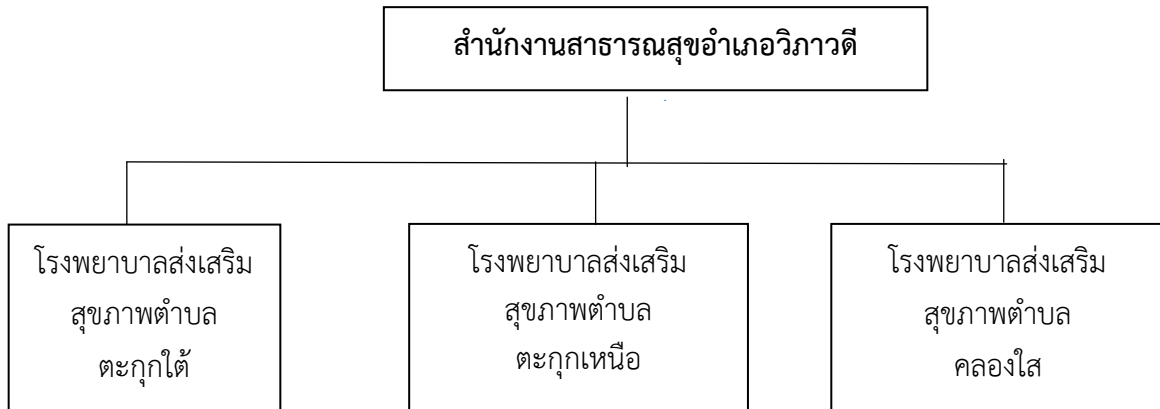 สำนักงานสาธารณสุขอำเภอวิภาวดี
โรงพยาบาลส่งเสริม
สุขภาพตำบล
ตะกุกใต้
โรงพยาบาลส่งเสริม
สุขภาพตำบล
ตะกุกเหนือ
โรงพยาบาลส่งเสริม
สุขภาพตำบล
คลองใส